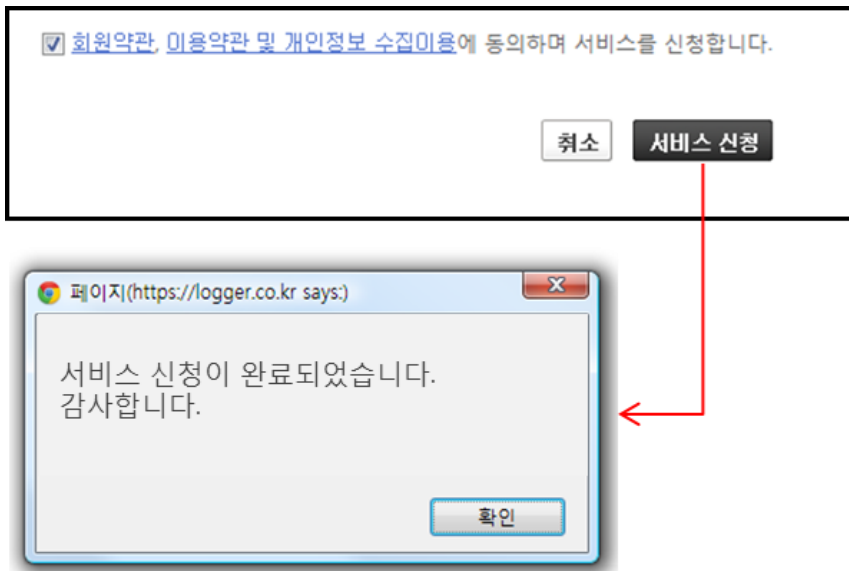 회원약관, 이용약관 및 개인정보 수집이용에 동의하며 서비스를 신청합니다.
취소 서비스 신청
페이지(https://logger.co.kr says:)
서비스 신청이 완료되었습니다.
감사합니다.
확인